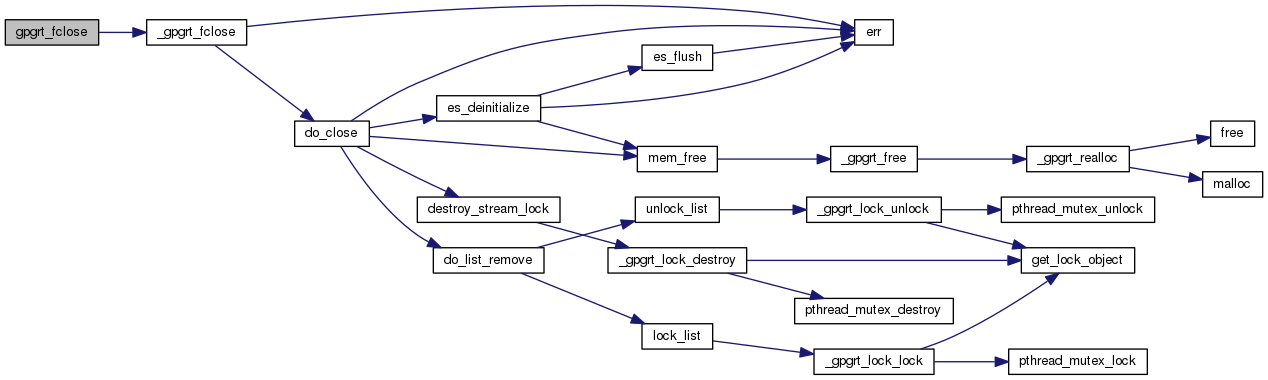 gpgrt_fclose
_gpgrt_fclose
err
es_flush
es_deinitialize
do_close
free
mem_free
_gpgrt_free
_gpgrt_realloc
malloc
destroy_stream_lock
unlock_list
_gpgrt_lock_unlock
pthread_mutex_unlock
do_list_remove
_gpgrt_lock_destroy
get_lock_object
pthread_mutex_destroy
lock_list
_gpgrt_lock_lock
pthread_mutex_lock